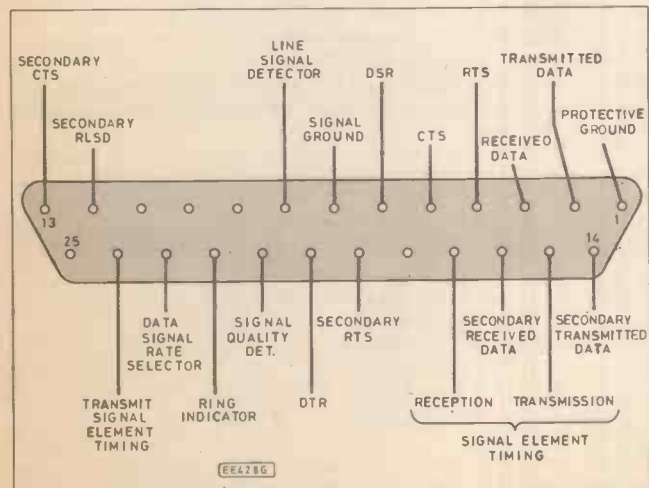 SECONDARY
CTS
SECONDARY
RLSD
LINE
SIGNAL
DETECTOR
SIGNAL
GROUND
DSR
CTS
RTS
RECEIVED
DATA
TRANSMITTED
DATA
PROTECTIVE
GROUND
13
1
25
14
TRANSMIT
SIGNAL
ELEMENT
TIMING
DATA
SIGNAL
RATE
SELECTOR
RING
INDICATOR
SIGNAL
QUALITY
DET.
DTR
SECONDARY
RTS
RECEPTION
SECONDARY
RECEIVED
DATA
TRANSMISSION
SECONDARY
TRANSMITTED
DATA
SIGNAL ELEMENT
TIMING
EE428G